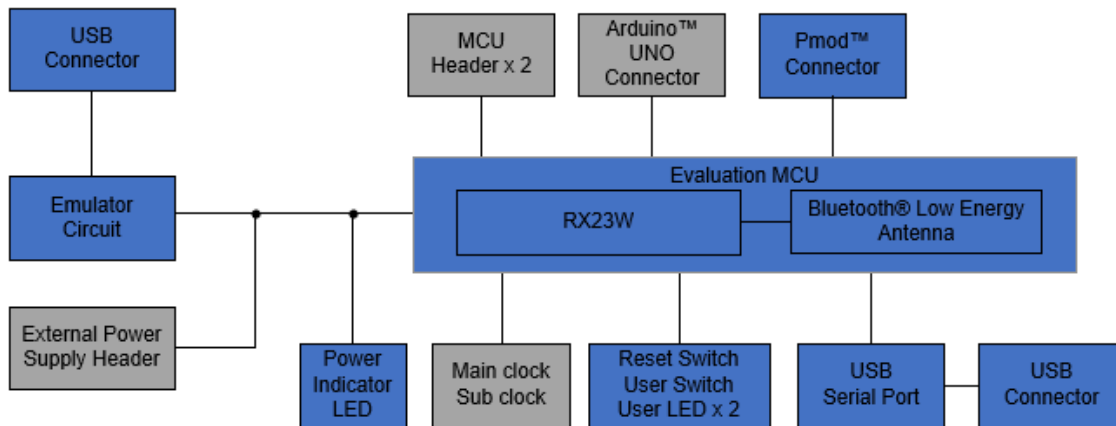 USB
Connector
MCU
Header x 2
Arduino™
UNO
Connector
Pmod™
Connector
Evaluation MCU
RX23W
Bluetooth® Low Energy
Antenna
Emulator
Circuit
External Power
Supply Header
Power
Indicator
LED
Main clock
Sub clock
Reset Switch
User Switch
User LED x 2
USB
Serial Port
USB
Connector